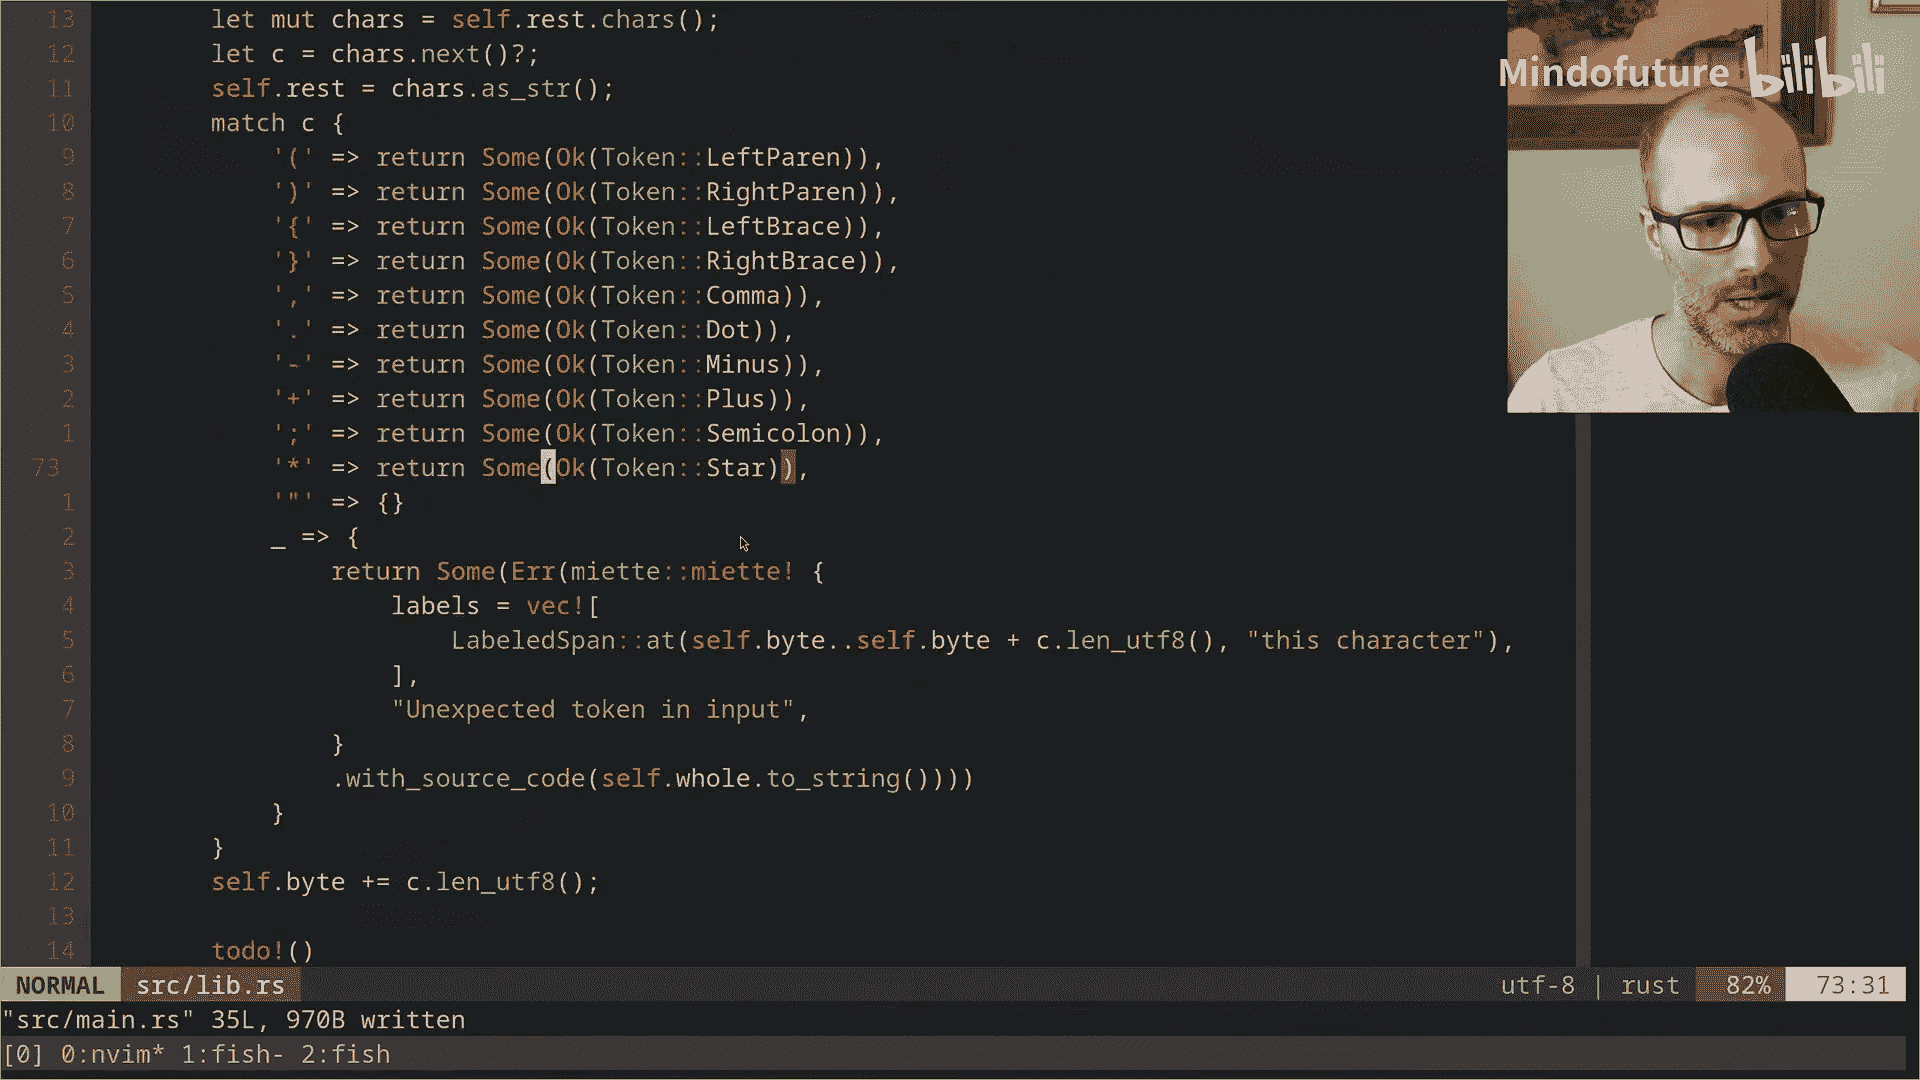 13 let mut chars = self.rest.chars();
12 let c = chars.next()?;
11 self.rest = chars.as_str();
10 match c {
9 '(' => return Some(Ok(Token::LeftParen)),
8 ')' => return Some(Ok(Token::RightParen)),
7 '{' => return Some(Ok(Token::LeftBrace)),
6 '}' => return Some(Ok(Token::RightBrace)),
5 ',' => return Some(Ok(Token::Comma)),
4 '.' => return Some(Ok(Token::Dot)),
3 '-' => return Some(Ok(Token::Minus)),
2 '+' => return Some(Ok(Token::Plus)),
1 ';' => return Some(Ok(Token::Semicolon)),
73 '*' => return Some(Ok(Token::Star)),
1 '"' => {}
2 _ => {
3 return Some(Err(miette::miette! {
4 labels = vec![
5 LabeledSpan::at(self.byte..self.byte + c.len_utf8(), "this character"),
6 ],
7 "Unexpected token in input",
8 }
9 .with_source_code(self.whole.to_string())))
10 }
11 }
12 self.byte += c.len_utf8();
13
14 todo!()
NORMAL src/lib.rs utf-8 | rust 82% 73:31
"src/main.rs" 35L, 970B written
[0] 0:nvim* 1:fish- 2:fish
Mindofuture bilibili